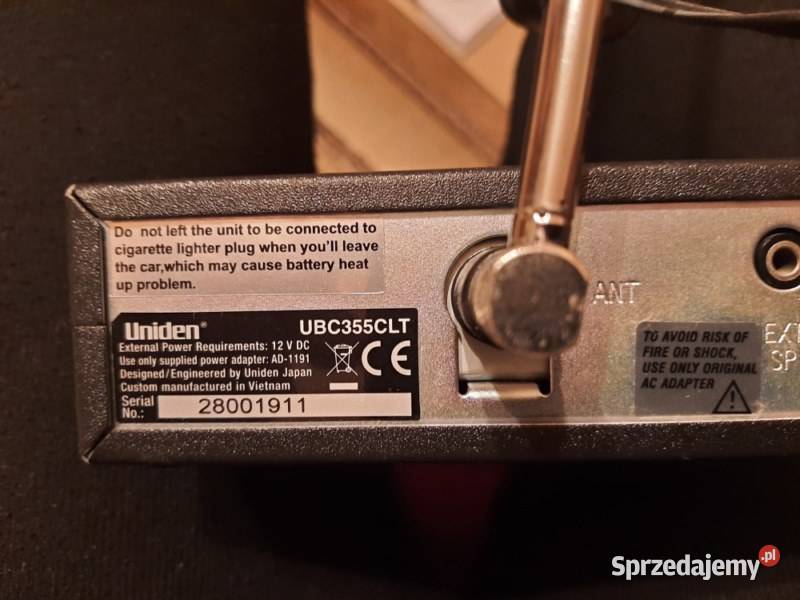 Do not left the unit to be connected to
cigarette lighter plug when you'll leave
the car,which may cause battery heat
up problem.
Uniden® UBC355CLT
External Power Requirements: 12 V DC
Use only supplied power adapter: AD-1191
Designed/Engineered by Uniden Japan
Custom manufactured in Vietnam
CE
Serial
No.: 28001911
ANT
EXT
SP
TO AVOID RISK OF
FIRE OR SHOCK,
USE ONLY ORIGINAL
AC ADAPTER
Sprzedajemy.pl